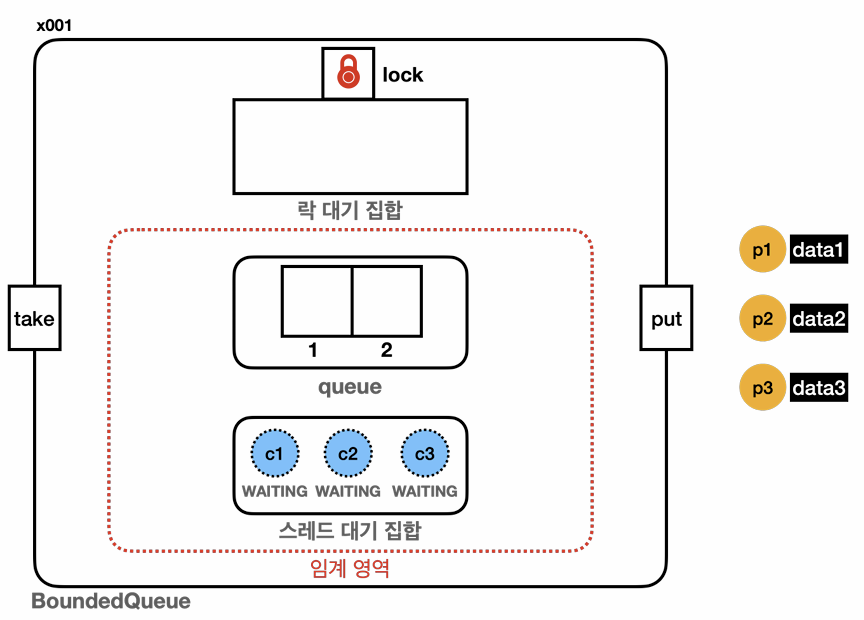 x001
lock
락 대기 집합
p1 data1
take
p2 data2
put
1 2
queue
p3 data3
c1 c2 c3
WAITING WAITING WAITING
스레드 대기 집합
임계 영역
BoundedQueue